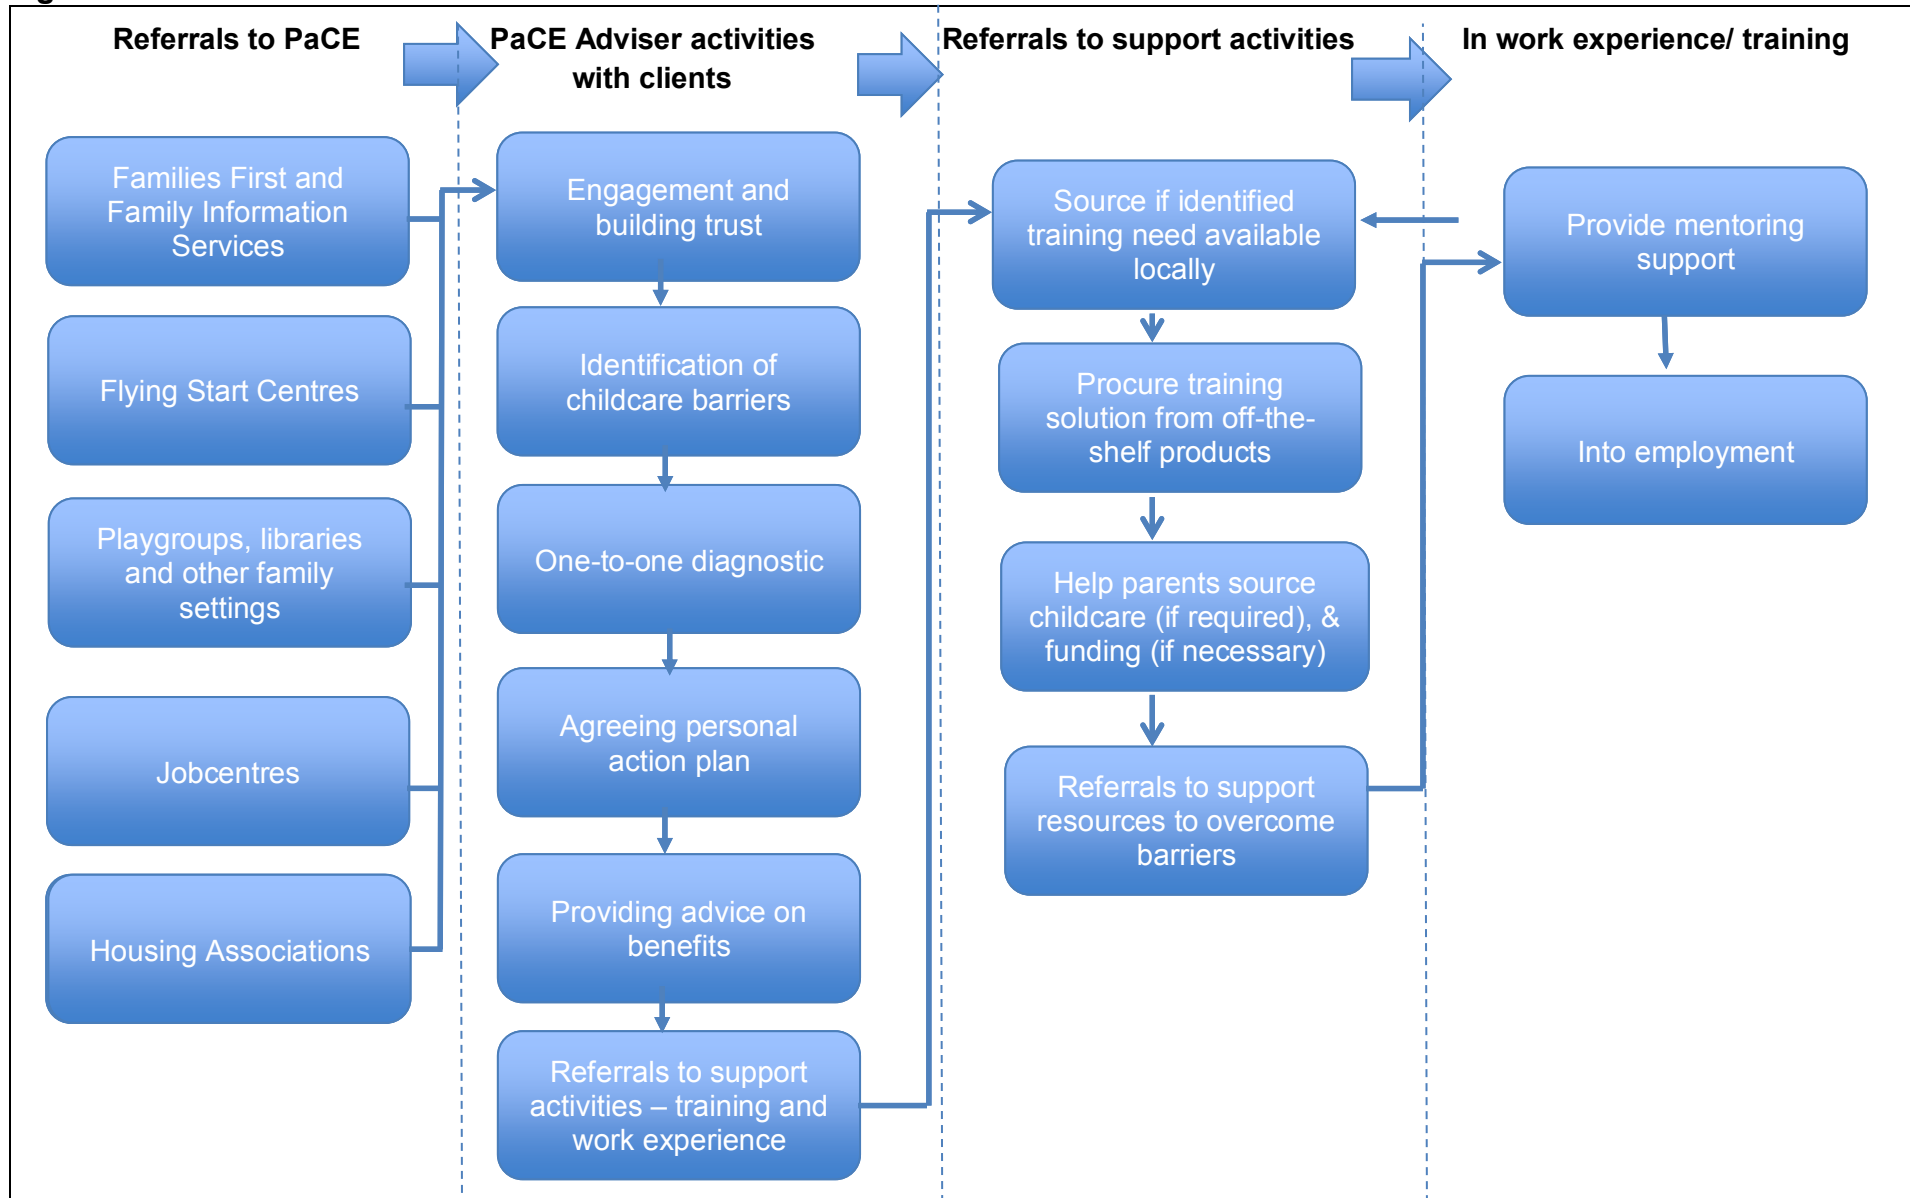 Referrals to PaCE
PaCE Adviser activities
with clients
Referrals to support activities
In work experience/ training
Families First and
Family Information
Services
Flying Start Centres
Playgroups, libraries
and other family
settings
Jobcentres
Housing Associations
Engagement and
building trust
Identification of
childcare barriers
One-to-one diagnostic
Agreeing personal
action plan
Providing advice on
benefits
Referrals to support
activities – training and
work experience
Source if identified
training need available
locally
Procure training
solution from off-the-
shelf products
Help parents source
childcare (if required), &
funding (if necessary)
Referrals to support
resources to overcome
barriers
Provide mentoring
support
Into employment